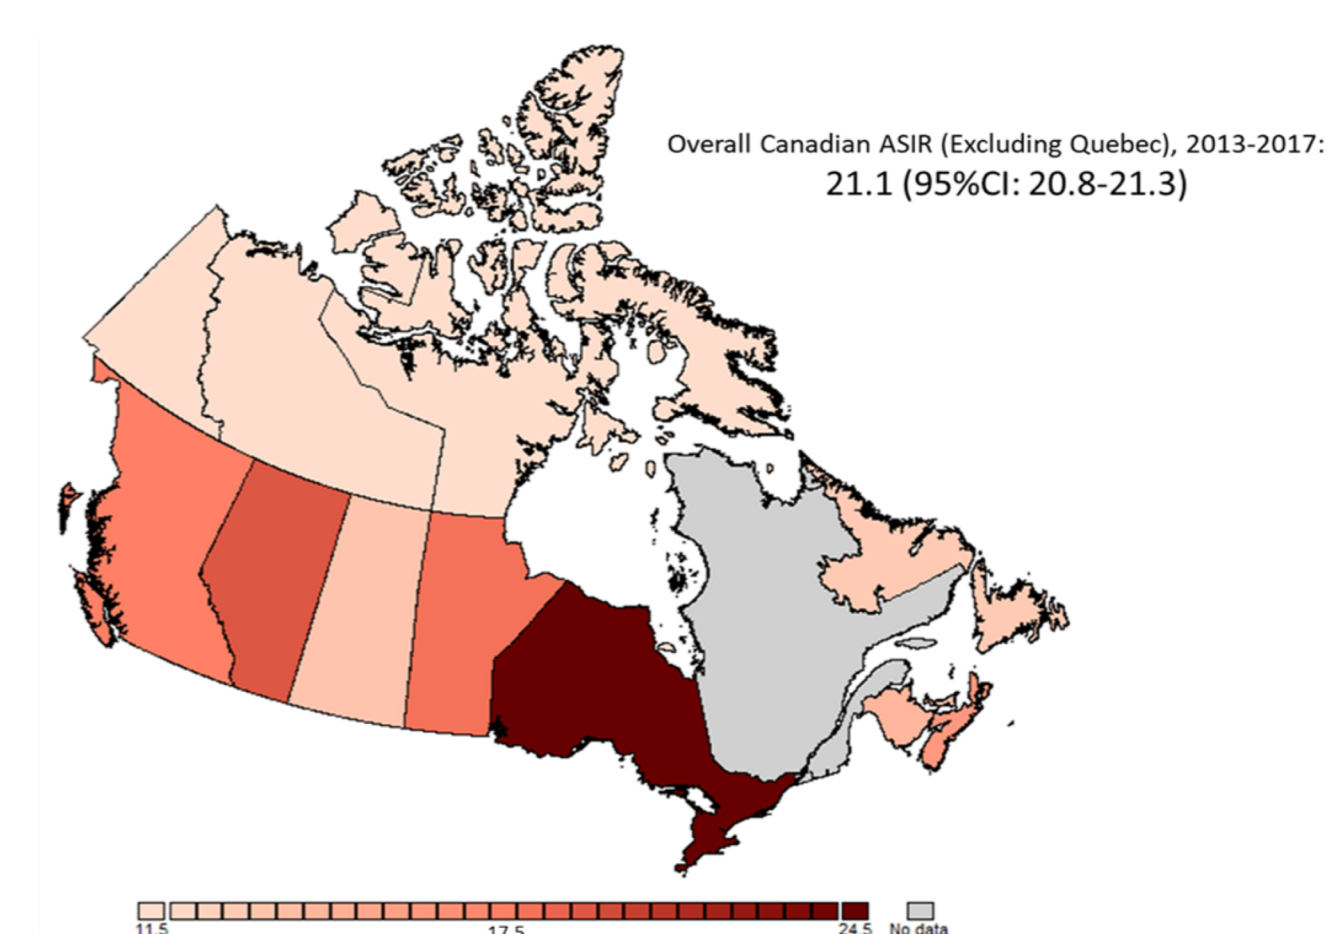 Overall Canadian ASIR (Excluding Quebec), 2013-2017:
21.1 (95%CI: 20.8-21.3)
11.5 17.5 24.5 No data